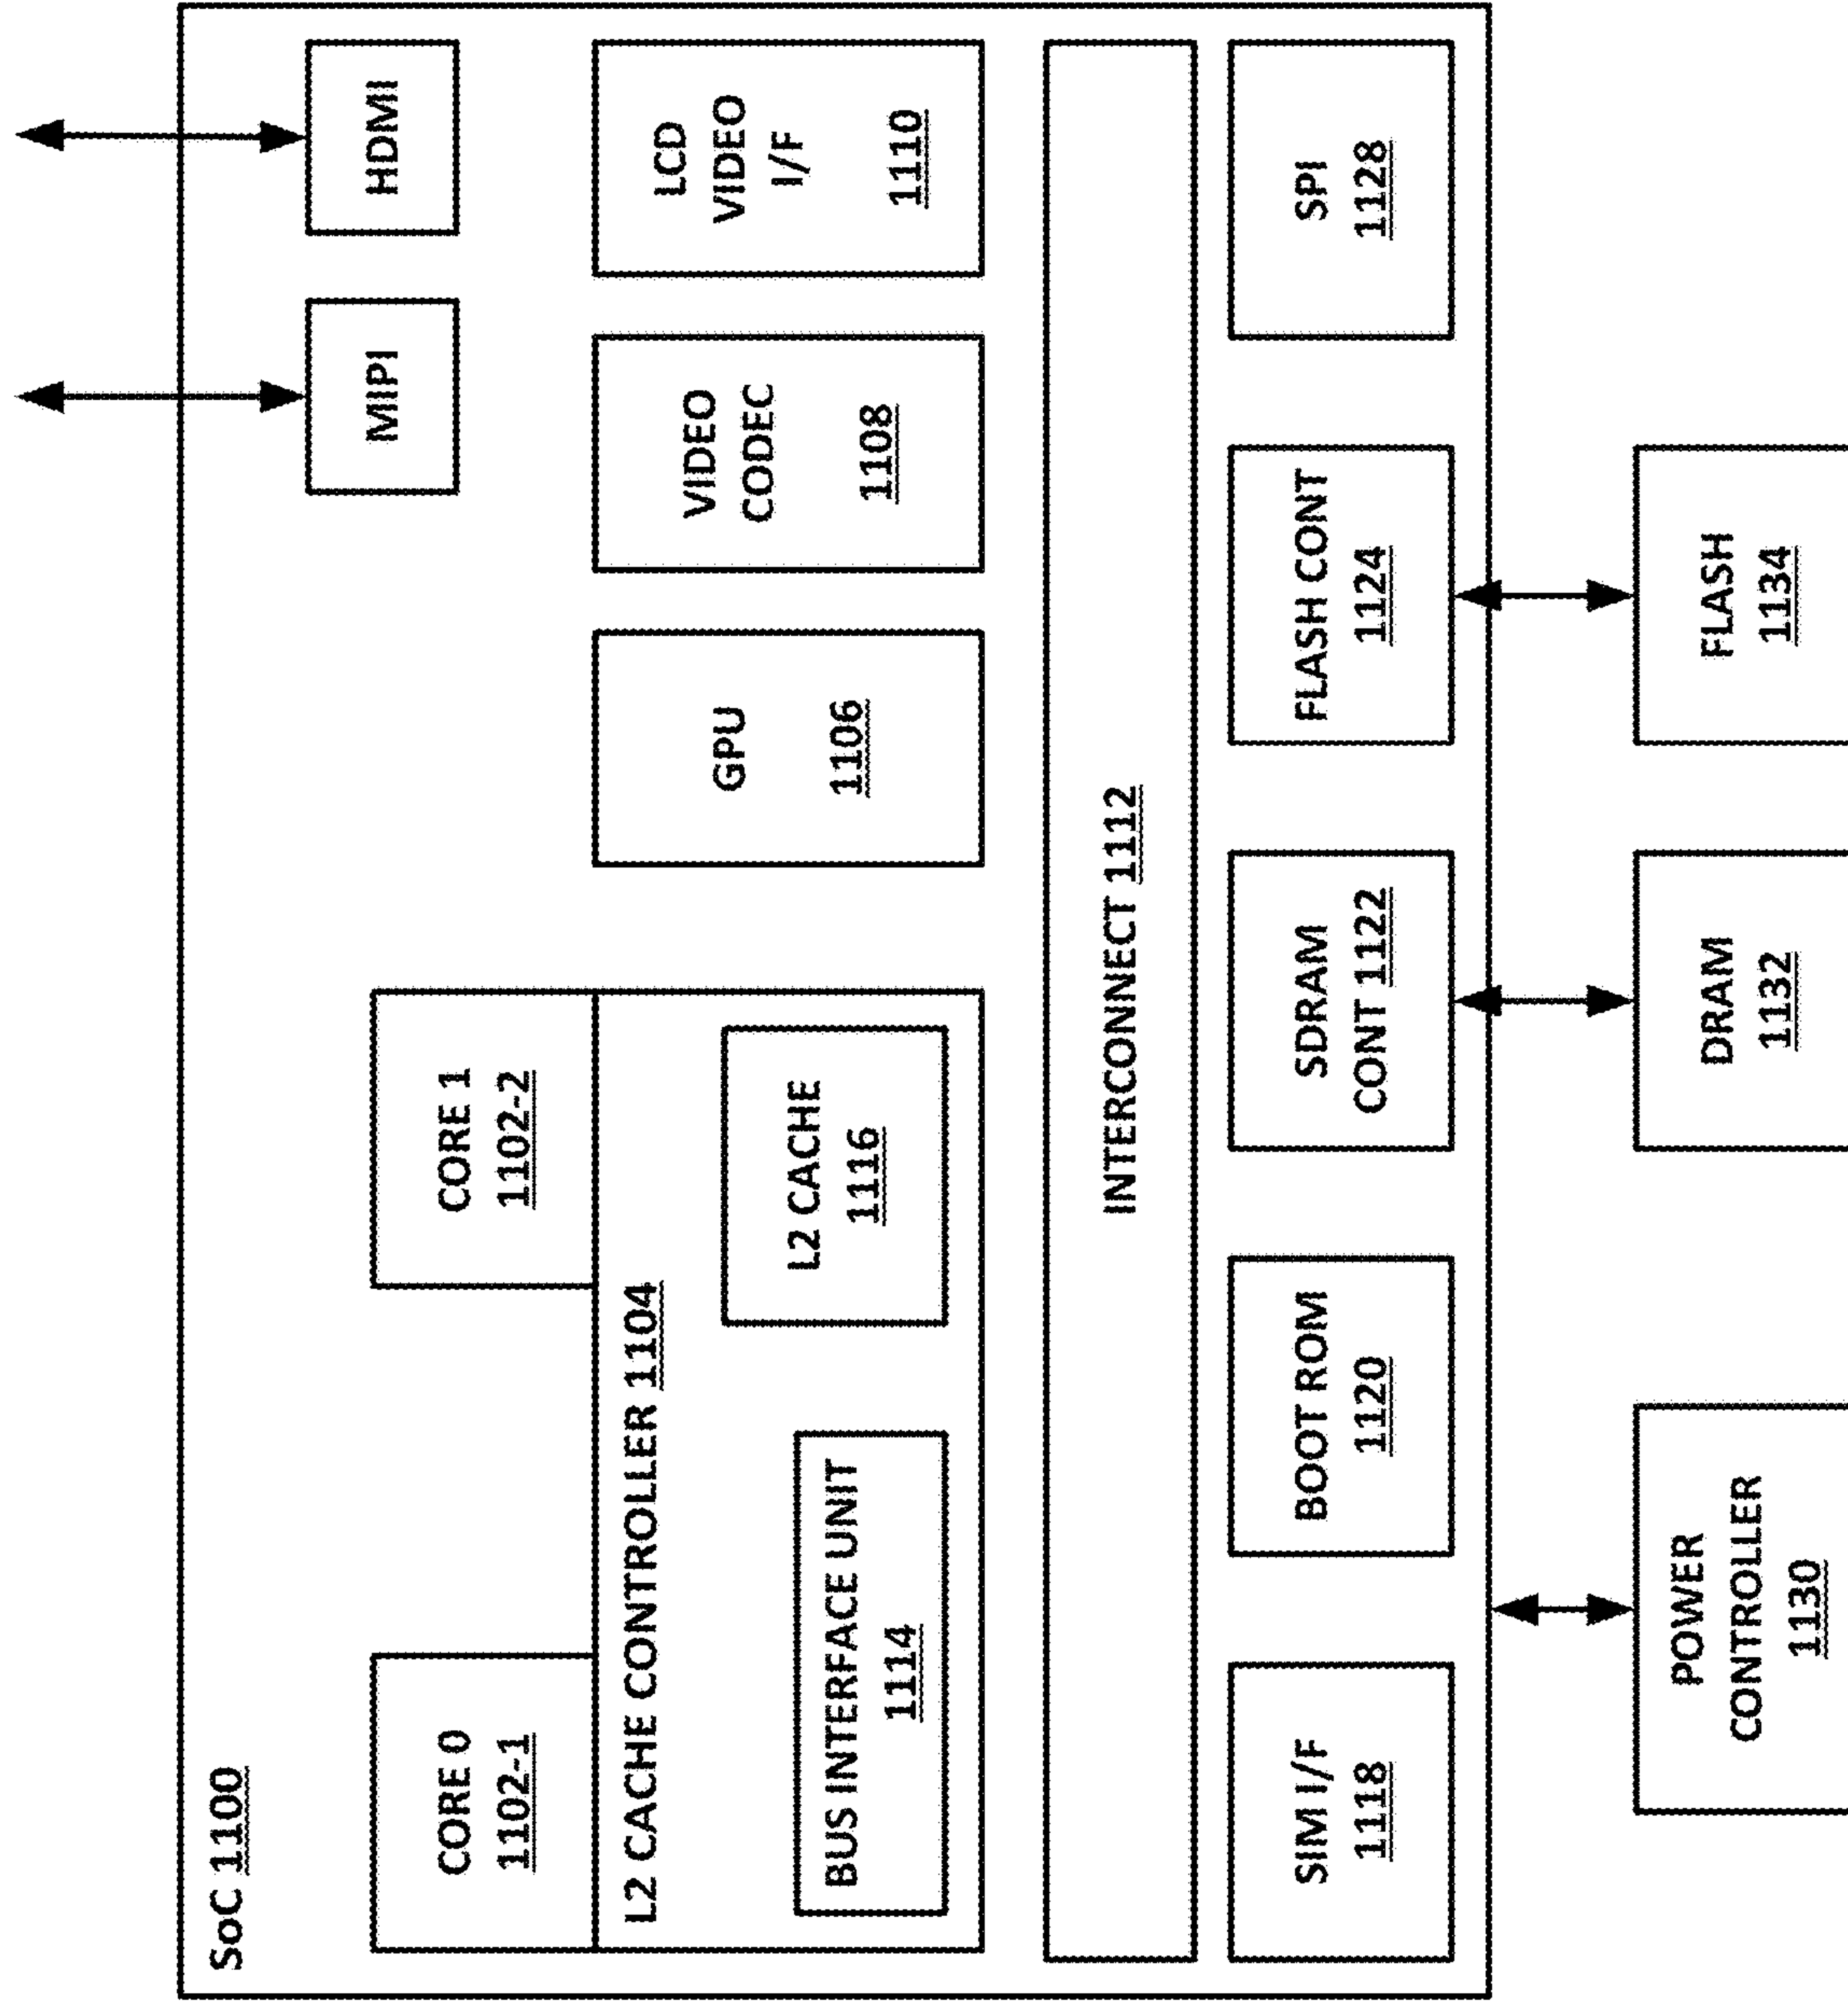 SoC 1100
MIPI
HDMI
CORE 0
1102-1
CORE 1
1102-2
L2 CACHE CONTROLLER 1104
BUS INTERFACE UNIT
1114
L2 CACHE
1116
GPU
1106
VIDEO
CODEC
1108
LCD
VIDEO
I/F
1110
INTERCONNECT 1112
SIM I/F
1118
BOOT ROM
1120
SDRAM
CONT 1122
FLASH CONT
1124
SPI
1128
POWER
CONTROLLER
1130
DRAM
1132
FLASH
1134